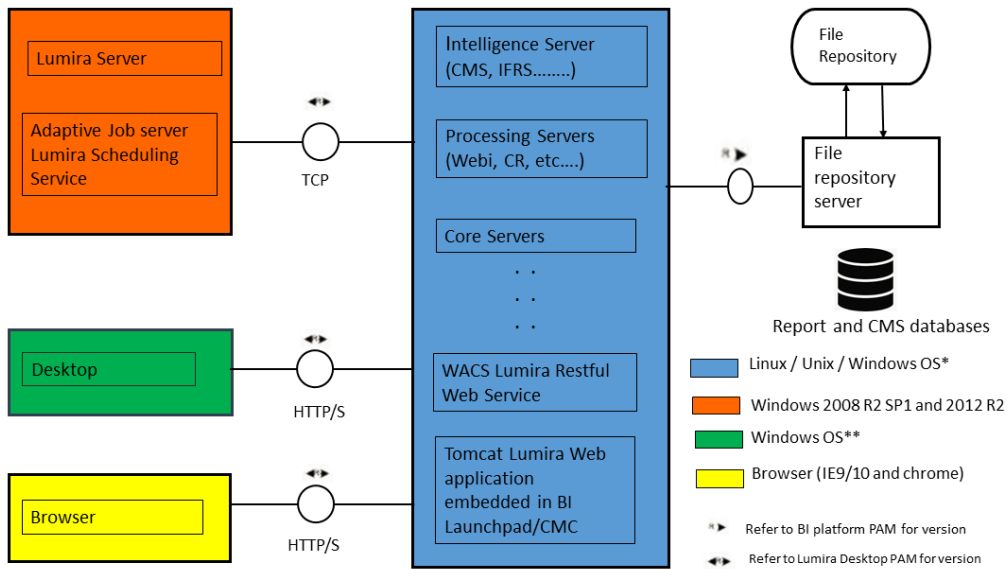 Lumira Server
Adaptive Job server
Lumira Scheduling
Service
TCP
Desktop
HTTP/S
Browser
HTTP/S
Intelligence Server
(CMS, IFRS........)
Processing Servers
(Webi, CR, etc....)
Core Servers
. .
. .
. .
WACS Lumira Restful
Web Service
Tomcat Lumira Web
application
embedded in BI
Launchpad/CMC
File
Repository
R
File
repository
server
Report and CMS databases
Linux / Unix / Windows OS*
Windows 2008 R2 SP1 and 2012 R2
Windows OS**
Browser (IE9/10 and chrome)
R
Refer to BI platform PAM for version
Refer to Lumira Desktop PAM for version